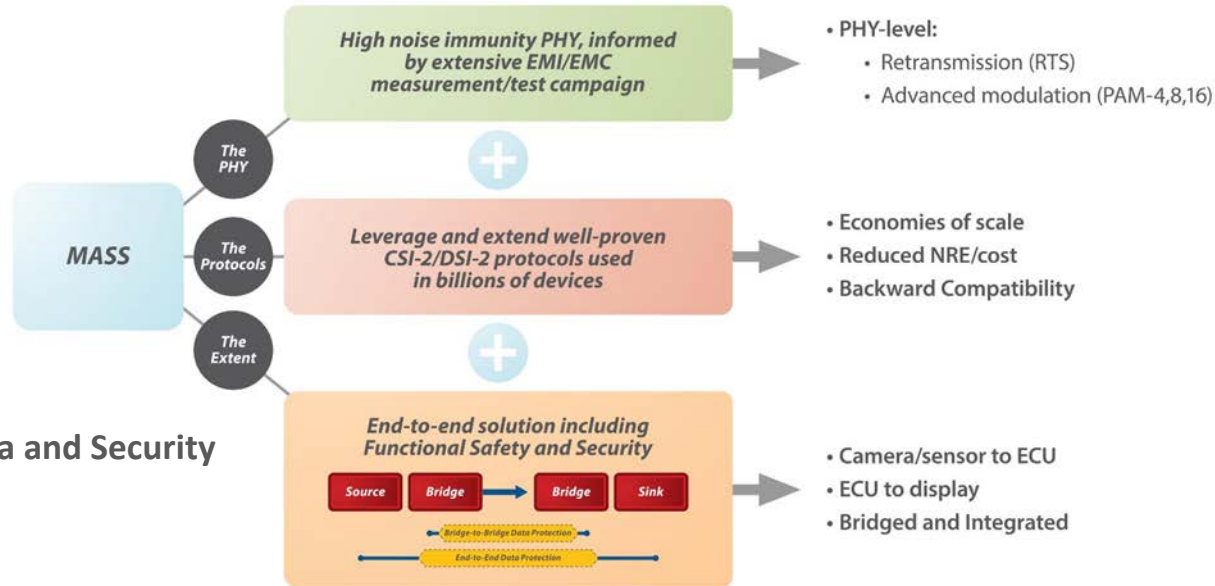 High noise immunity PHY, informed
by extensive EMI/EMC
measurement/test campaign
• PHY-level:
• Retransmission (RTS)
• Advanced modulation (PAM-4,8,16)
The
PHY
+
MASS
The
Protocols
Leverage and extend well-proven
CSI-2/DSI-2 protocols used
in billions of devices
• Economies of scale
• Reduced NRE/cost
• Backward Compatibility
The
Extent
+
a and Security
End-to-end solution including
Functional Safety and Security
Source
Bridge
Bridge
Sink
Bridge-to-Bridge Data Protection
End-to-End Data Protection
• Camera/sensor to ECU
• ECU to display
• Bridged and Integrated